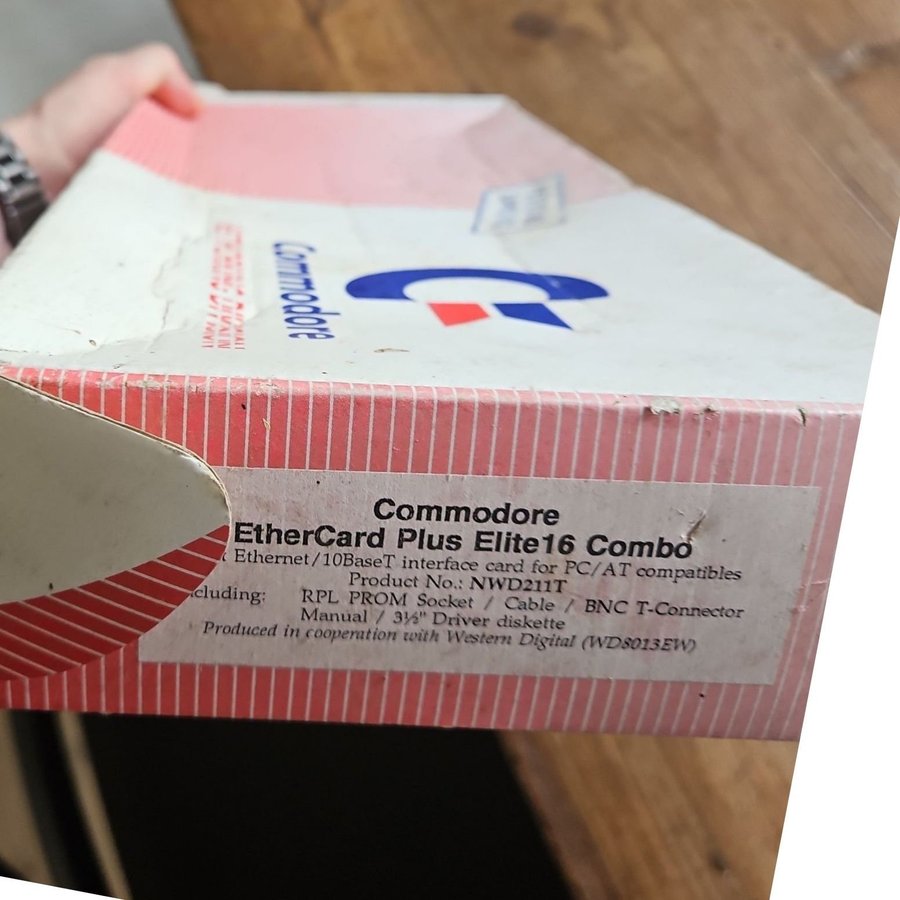 Commodore
Commodore
EtherCard Plus Elite16 Combo
Ethernet/10BaseT interface card for PC/AT compatibles
Product No.: NWD211T
cluding: RPL PROM Socket / Cable / BNC T-Connector
Manual / 3½" Driver diskette
Produced in cooperation with Western Digital (WD8013EW)